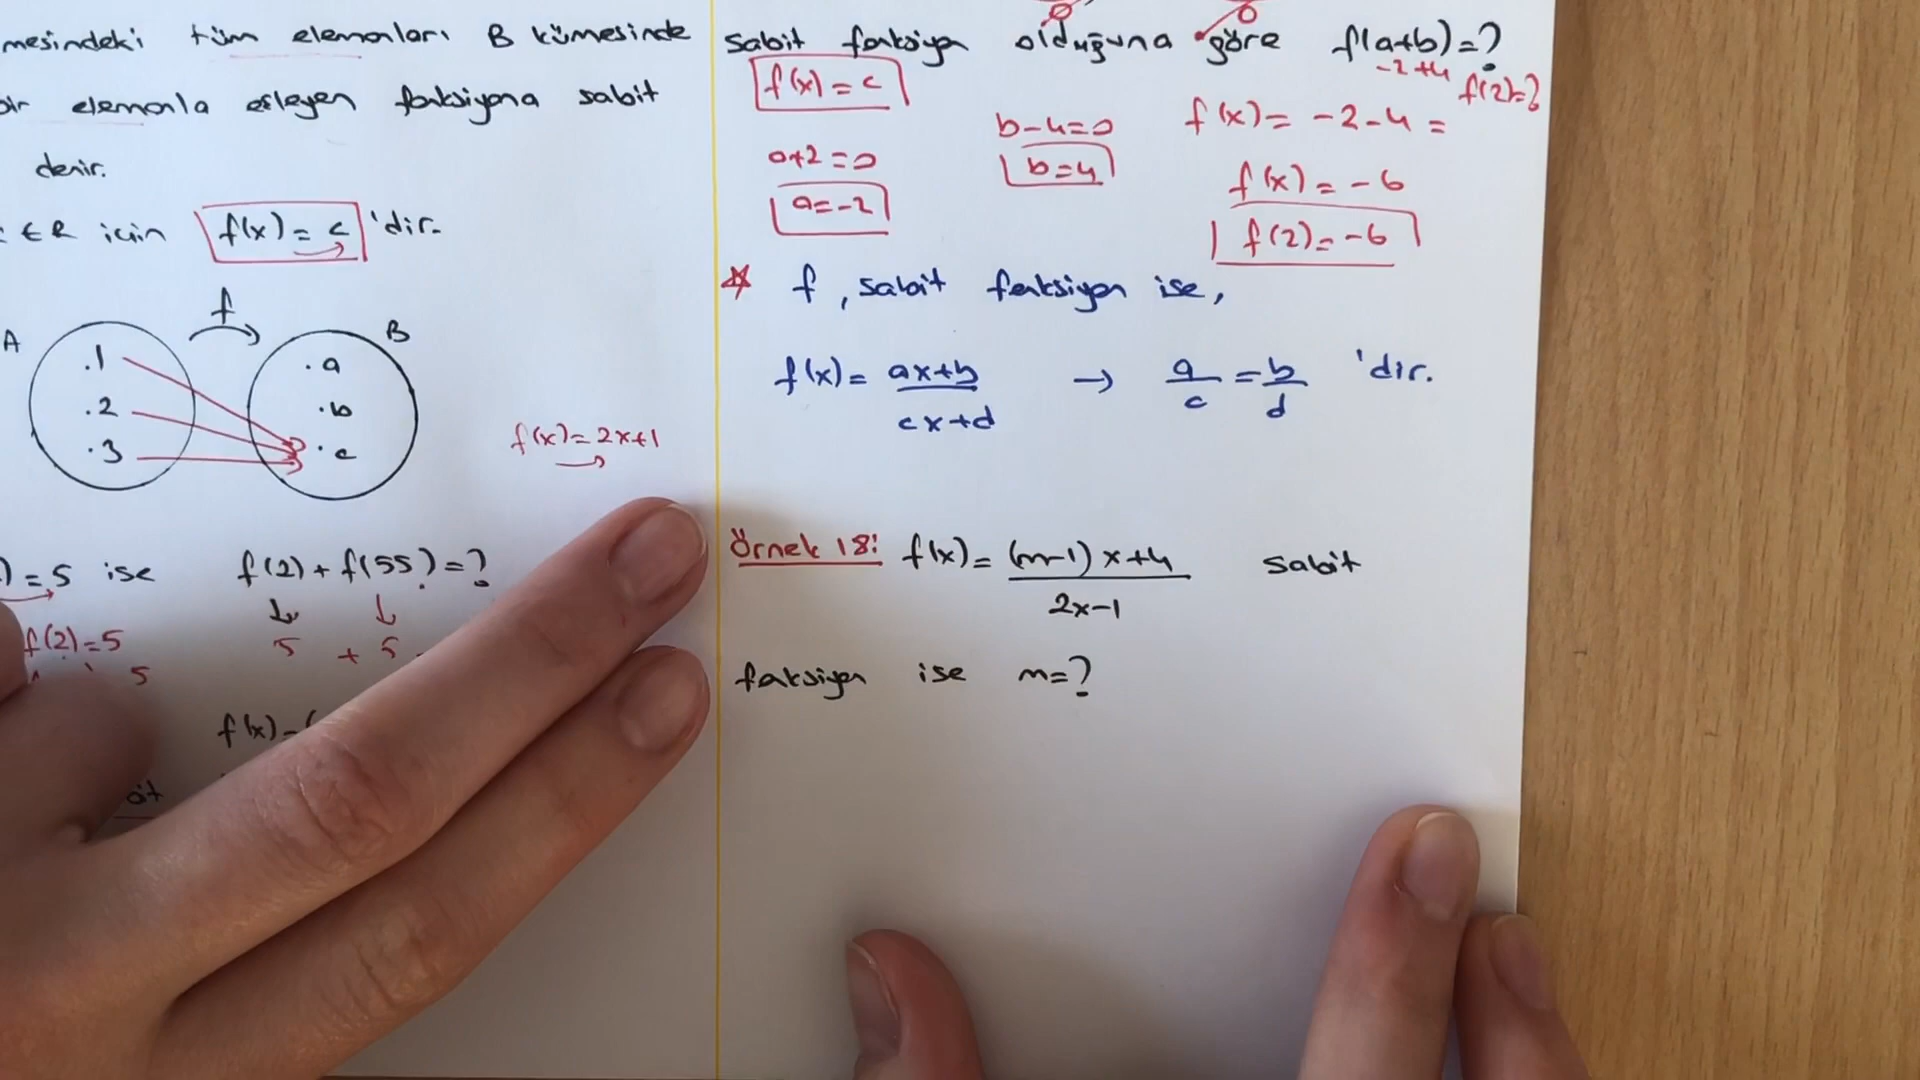 mesindeki tüm elemanları B kümesinde
bir elemanla eşleyen fonksiyona sabit
denir.
∈R için f(x) = c 'dir.
f
A
B
.1
.2
.3
.a
.b
.c
f(x)=2x+1
)=5 ise f(2)+f(55)=?
f(2)=5
5 + 5
5
f(x)=(
sabit fonksiyon olduğuna göre f(a+b)=?
-2+4
f(2)=?
f(x)=c
a+2=0
a=-2
b-4=0
b=4
f(x)=-2-4=
f(x)=-6
f(2)=-6
f, sabit fonksiyon ise,
f(x)= ax+b / cx+d → a/c = b/d 'dir.
Örnek 18: f(x)= (m-1)x+4 / 2x-1 sabit
fonksiyon ise m=?